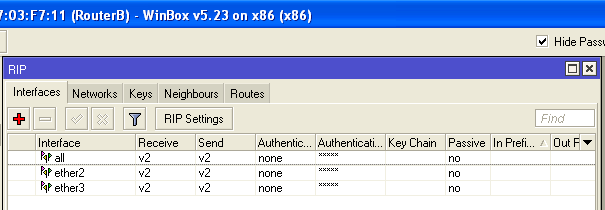 7:03:F7:11 (RouterB) - WinBox v5.23 on x86 (x86)
Hide Passw
RIP
Interfaces Networks Keys Neighbours Routes
RIP Settings Find
Interface Receive Send Authentic... Authenticati... Key Chain Passive In Prefi... Out F
all v2 v2 none ***** no
ether2 v2 v2 none ***** no
ether3 v2 v2 none ***** no